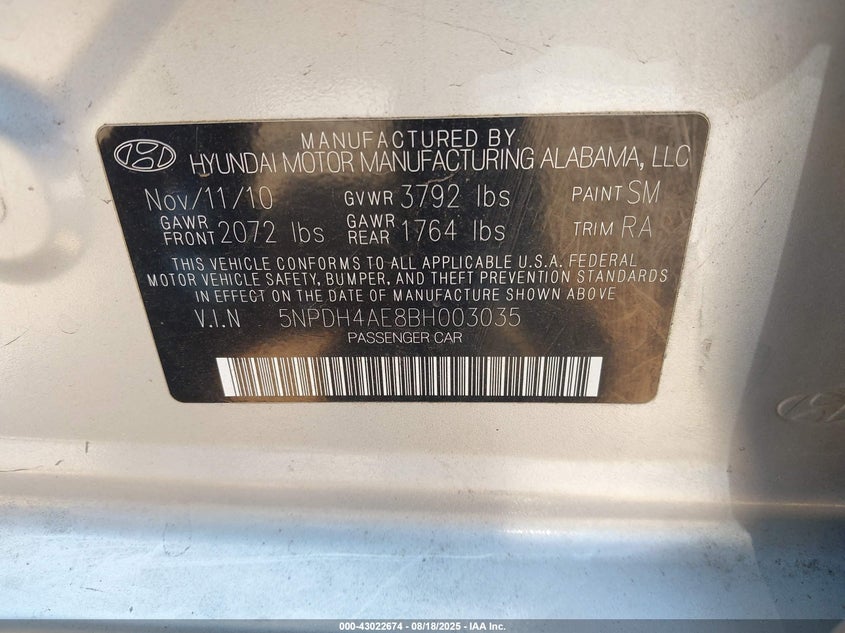 MANUFACTURED BY
HYUNDAI MOTOR MANUFACTURING ALABAMA, LLC
Nov/11/10 GVWR 3792 lbs PAINT SM
GAWR FRONT 2072 lbs GAWR REAR 1764 lbs TRIM RA
THIS VEHICLE CONFORMS TO ALL APPLICABLE U.S.A. FEDERAL
MOTOR VEHICLE SAFETY, BUMPER, AND THEFT PREVENTION STANDARDS
IN EFFECT ON THE DATE OF MANUFACTURE SHOWN ABOVE
V.I.N 5NPDH4AE8BH003035
PASSENGER CAR
000-43022674 - 08/18/2025 - IAA Inc.